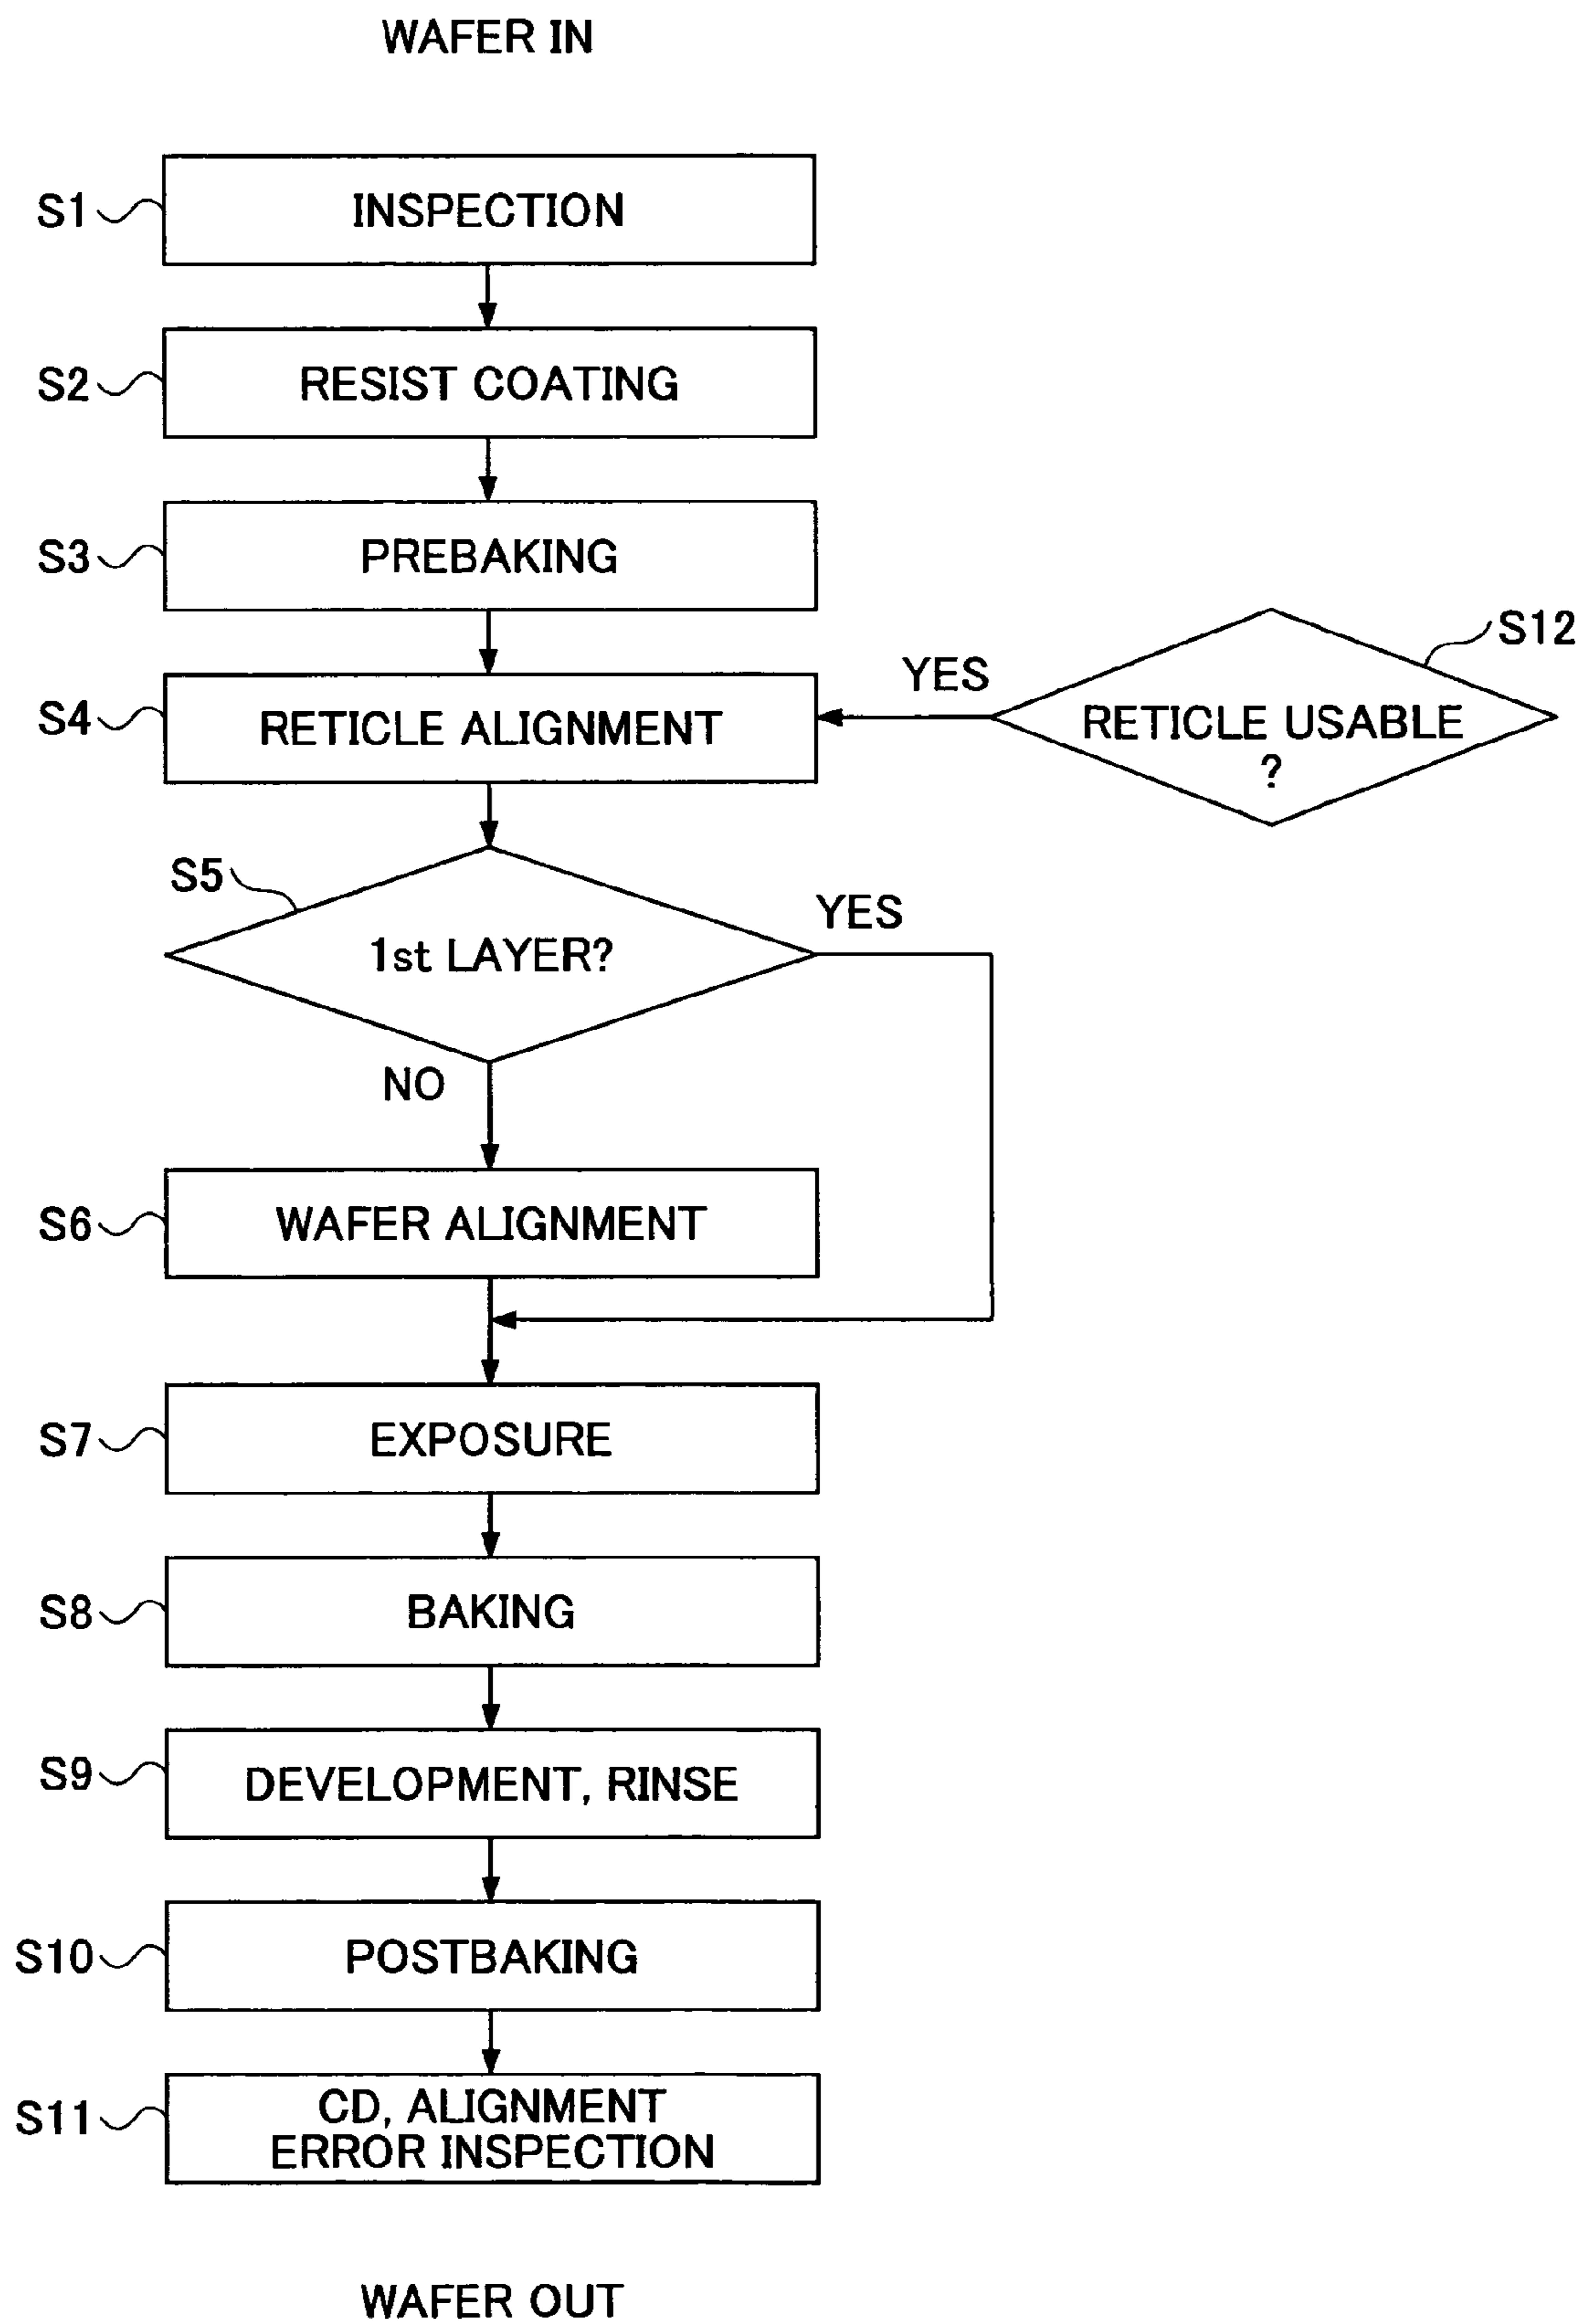 WAFER IN
S1
INSPECTION
S2
RESIST COATING
S3
PREBAKING
S12
YES
S4
RETICLE ALIGNMENT
RETICLE USABLE
?
S5
YES
1st LAYER?
NO
S6
WAFER ALIGNMENT
S7
EXPOSURE
S8
BAKING
S9
DEVELOPMENT, RINSE
S10
POSTBAKING
S11
CD, ALIGNMENT
ERROR INSPECTION
WAFER OUT